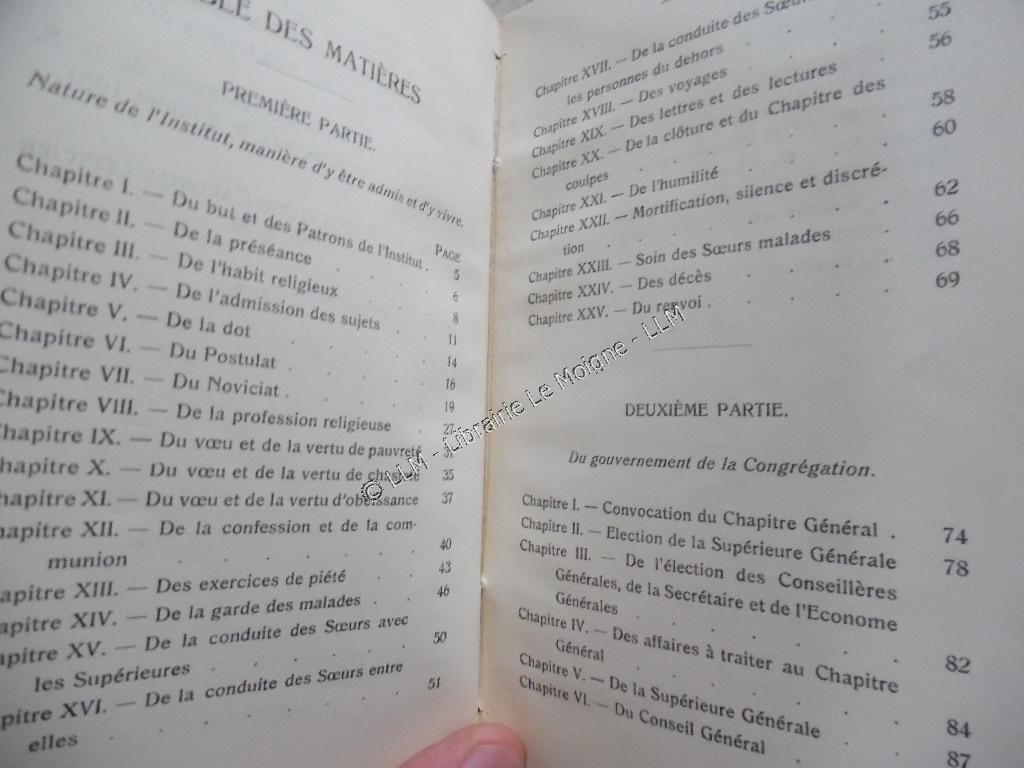 TABLE DES MATIÈRES
PREMIÈRE PARTIE.
Nature de l'Institut, manière d'y être admis et d'y vivre.
PAGE
Chapitre I. — Du but et des Patrons de l'Institut . 5
Chapitre II. — De la préséance . . . . 6
Chapitre III. — De l'habit religieux . . . 8
Chapitre IV. — De l'admission des sujets . . 11
Chapitre V. — De la dot . . . . . 14
Chapitre VI. — Du Postulat . . . . 16
Chapitre VII. — Du Noviciat . . . . 19
Chapitre VIII. — De la profession religieuse . 27
Chapitre IX. — Du vœu et de la vertu de pauvreté 31
Chapitre X. — Du vœu et de la vertu de chasteté 35
Chapitre XI. — Du vœu et de la vertu d'obéissance 37
Chapitre XII. — De la confession et de la com-
munion . . . . . . 40
Chapitre XIII. — Des exercices de piété . . 43
Chapitre XIV. — De la garde des malades . . 46
Chapitre XV. — De la conduite des Sœurs avec
les Supérieures . . . . . 50
Chapitre XVI. — De la conduite des Sœurs entre
elles . . . . . . 51
Chapitre XVII. — De la conduite des Sœurs
les personnes du dehors . . . . 55
Chapitre XVIII. — Des voyages . . . . 56
Chapitre XIX. — Des lettres et des lectures
Chapitre XX. — De la clôture et du Chapitre des
coulpes . . . . . 58
Chapitre XXI. — De l'humilité . . . . 60
Chapitre XXII. — Mortification, silence et discré-
tion . . . . . . 62
Chapitre XXIII. — Soin des Sœurs malades . 66
Chapitre XXIV. — Des décès . . . . 68
Chapitre XXV. — Du renvoi . . . . 69
DEUXIÈME PARTIE.
Du gouvernement de la Congrégation.
Chapitre I. — Convocation du Chapitre Général . 74
Chapitre II. — Election de la Supérieure Générale 78
Chapitre III. — De l'élection des Conseillères
Générales, de la Secrétaire et de l'Econome
Générales . . . . . . 82
Chapitre IV. — Des affaires à traiter au Chapitre
Général . . . . . . 84
Chapitre V. — De la Supérieure Générale . . 87
Chapitre VI. — Du Conseil Général
© LLM - Librairie Le Moigne - LLM